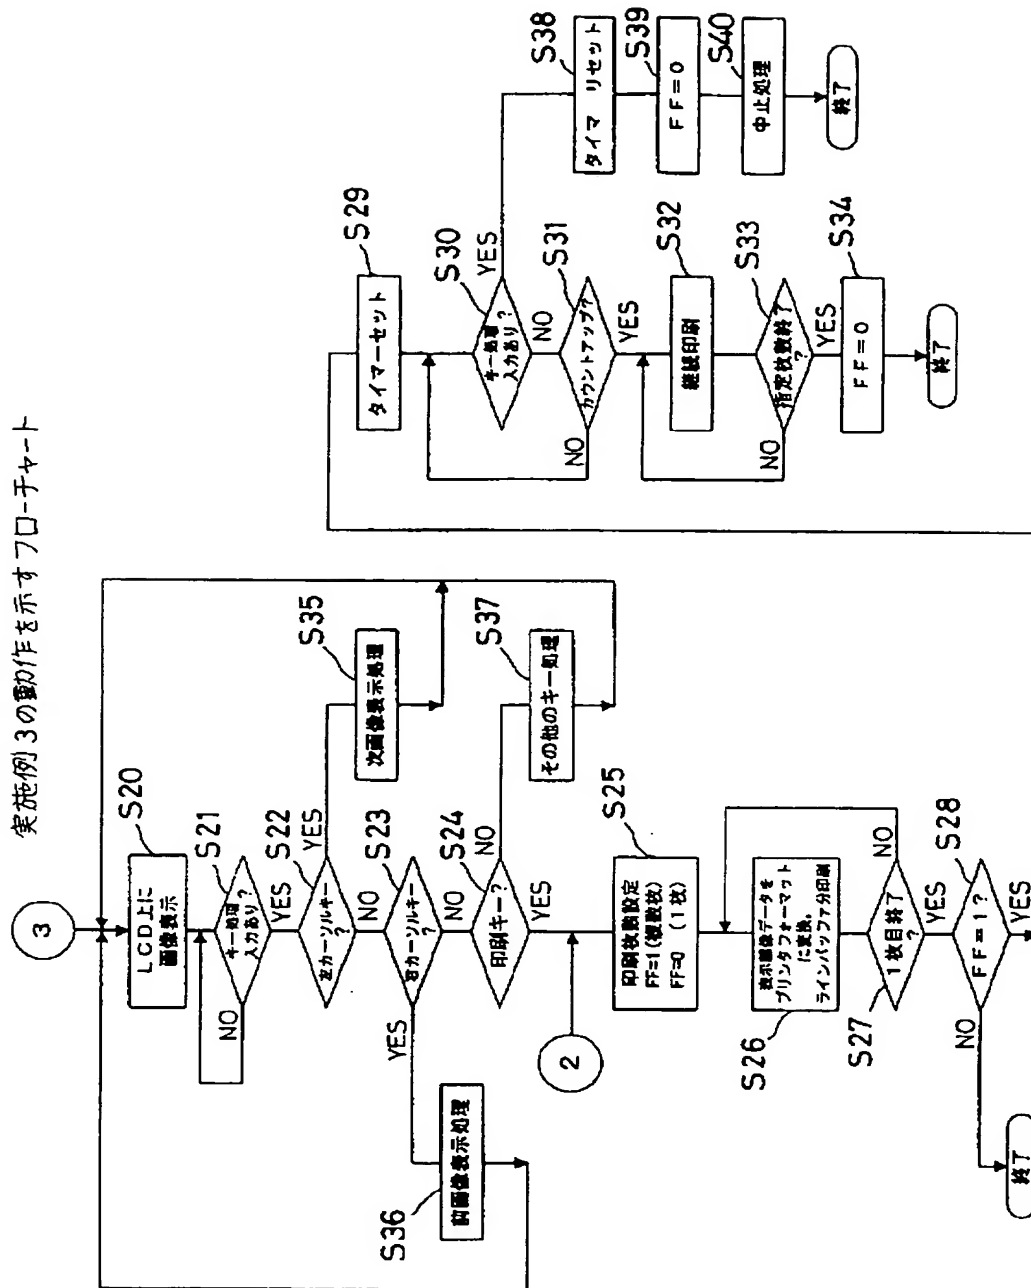 実施例3の動作を示すフローチャート
3
LCD上に
画像表示
S20
キー処理
入力あり?
S21
NO
YES
左カーソルキー
?
S22
YES
NO
次画像表示処理
S35
右カーソルキー
?
S23
YES
NO
前画像表示処理
S36
印刷キー?
S24
NO
YES
その他のキー処理
S37
2
印刷枚数設定
FF=1(複数枚)
FF=0 (1枚)
S25
表示画像データを
プリンタフォーマット
に変換。
ラインバッファ分印刷
S26
1枚目終了
?
S27
NO
YES
FF=1?
S28
NO
YES
終了
タイマーセット
S29
キー処理
入力あり?
S30
YES
NO
カウントアップ?
S31
NO
YES
継続印刷
S32
指定枚数終了
?
S33
NO
YES
FF=0
S34
終了
タイマ リセット
S38
FF=0
S39
中止処理
S40
終了